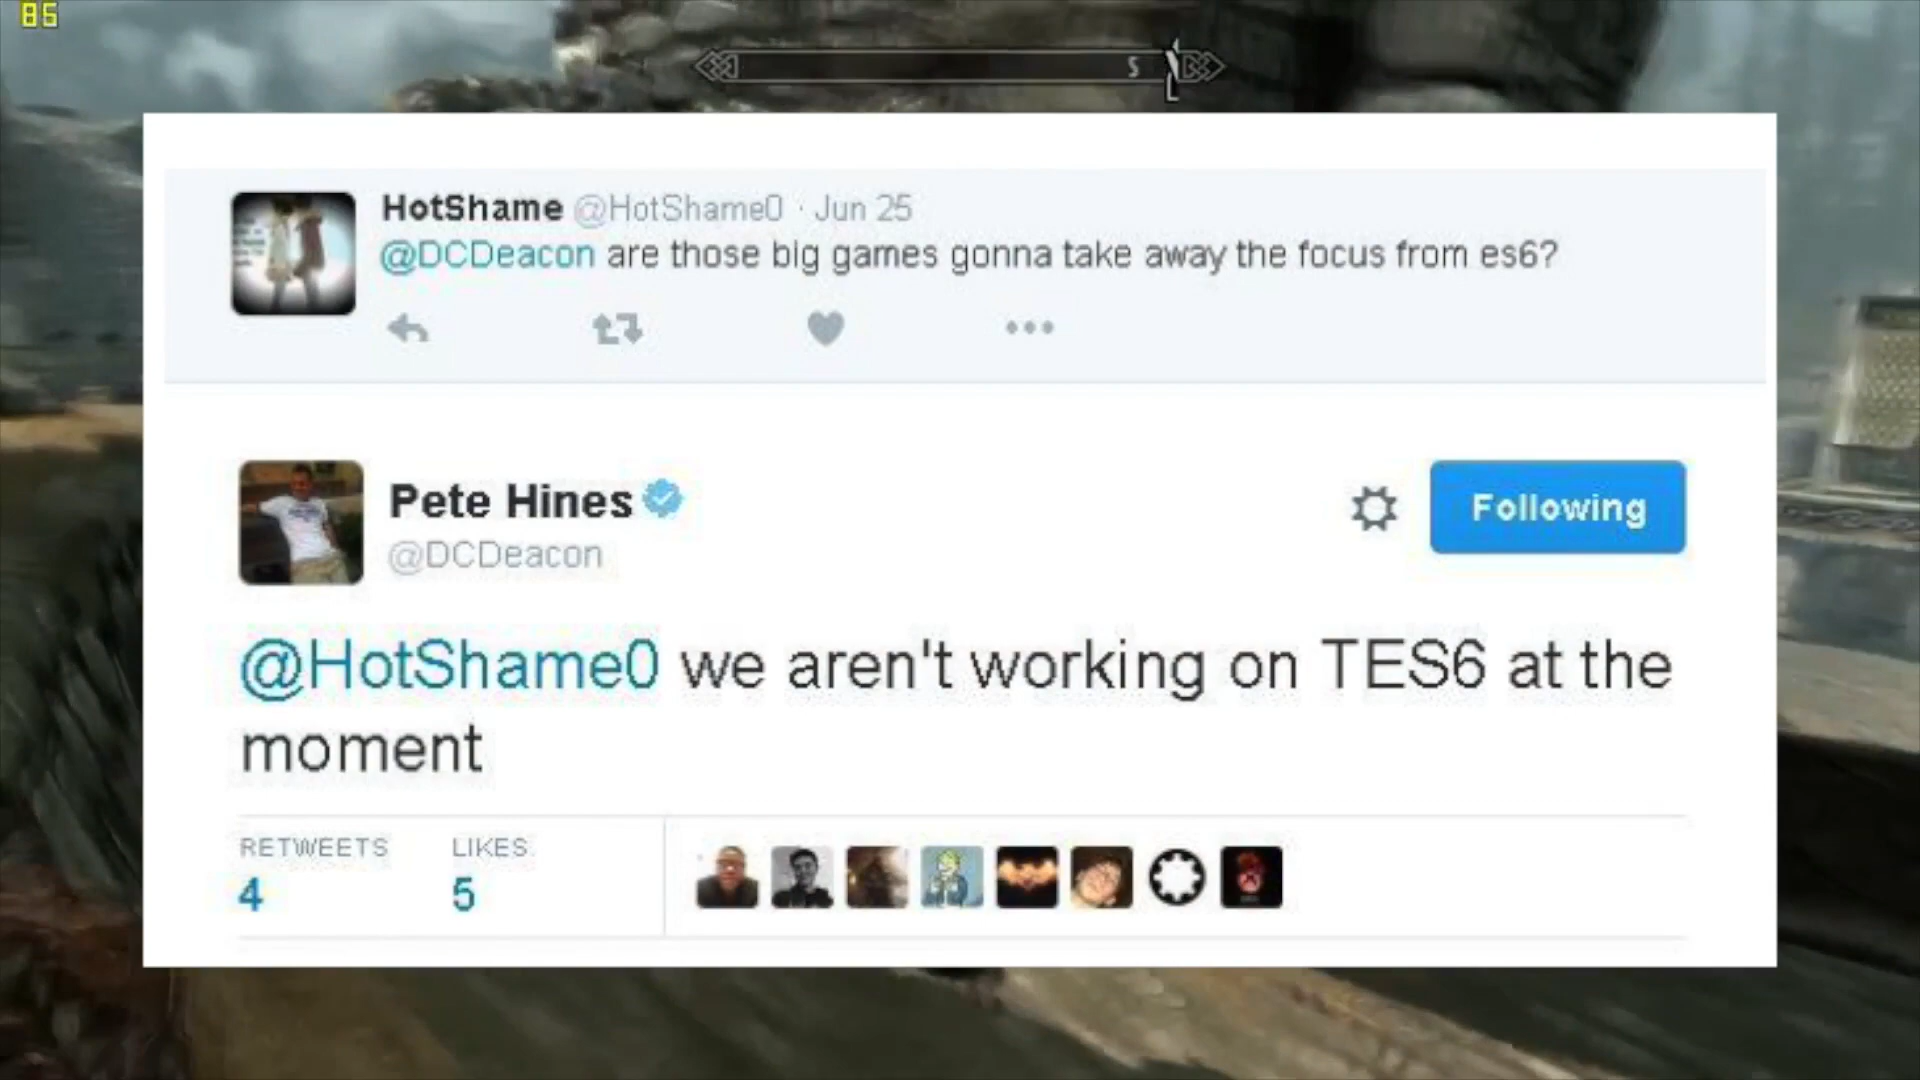 85
S
HotShame @HotShame0 · Jun 25
@DCDeacon are those big games gonna take away the focus from es6?
Pete Hines
@DCDeacon
Following
@HotShame0 we aren't working on TES6 at the
moment
RETWEETS LIKES
4 5